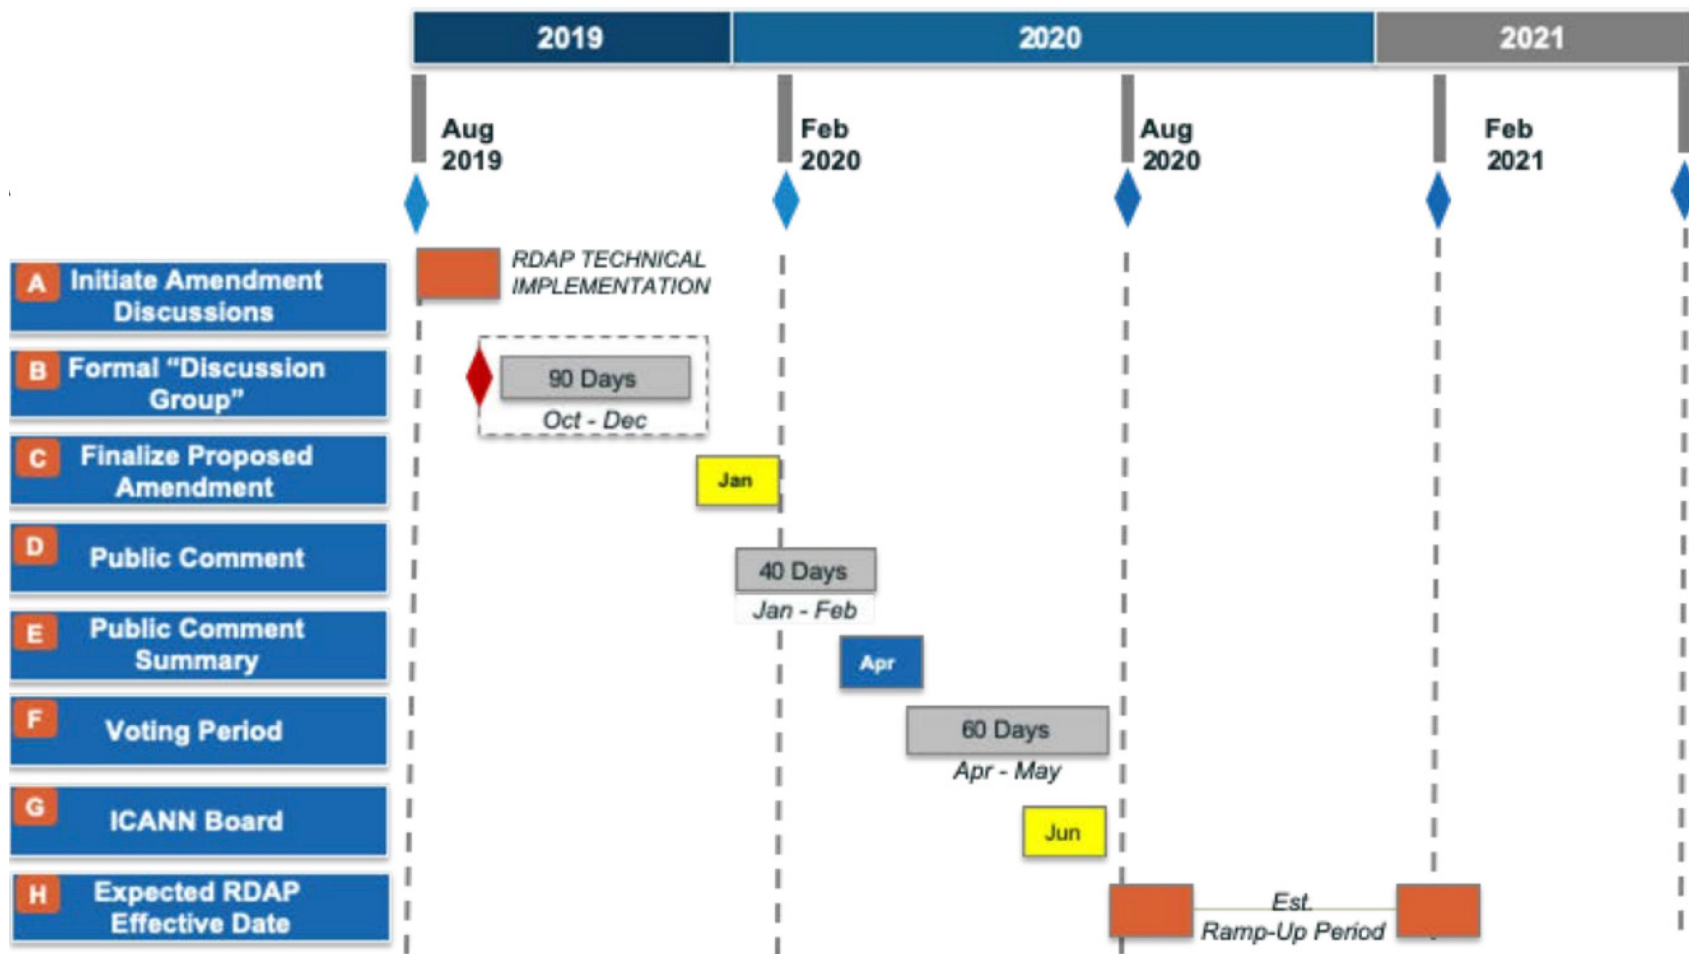 2019
2020
2021
Aug
2019
Feb
2020
Aug
2020
Feb
2021
A
Initiate Amendment
Discussions
RDAP TECHNICAL
IMPLEMENTATION
B
Formal “Discussion
Group”
90 Days
Oct - Dec
C
Finalize Proposed
Amendment
Jan
D
Public Comment
40 Days
Jan - Feb
E
Public Comment
Summary
Apr
F
Voting Period
60 Days
Apr - May
G
ICANN Board
Jun
H
Expected RDAP
Effective Date
Est.
Ramp-Up Period